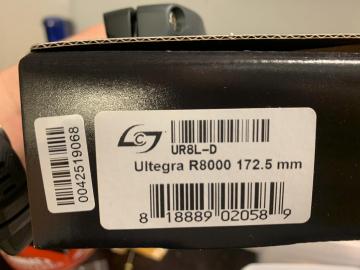 0042519068
C
UR8L-D
Ultegra R8000 172.5 mm
8 18889 02058 9